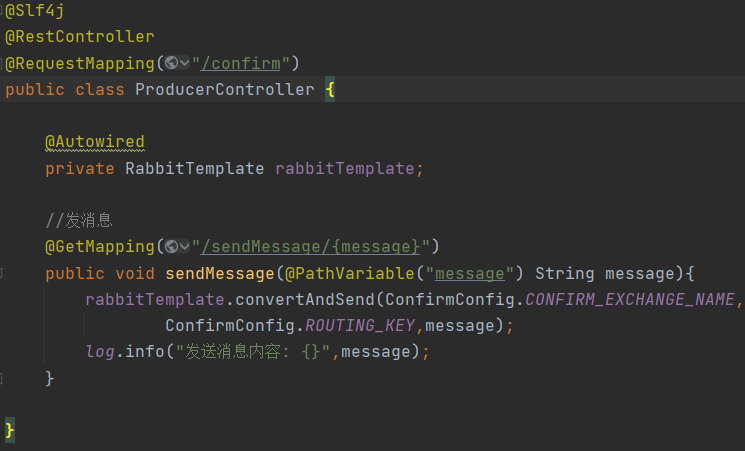 @Slf4j
@RestController
@RequestMapping("/confirm")
public class ProducerController {
@Autowired
private RabbitTemplate rabbitTemplate;
//发消息
@GetMapping("/sendMessage/{message}")
public void sendMessage(@PathVariable("message") String message){
rabbitTemplate.convertAndSend(ConfirmConfig.CONFIRM_EXCHANGE_NAME,
ConfirmConfig.ROUTING_KEY,message);
log.info("发送消息内容: {}",message);
}
}